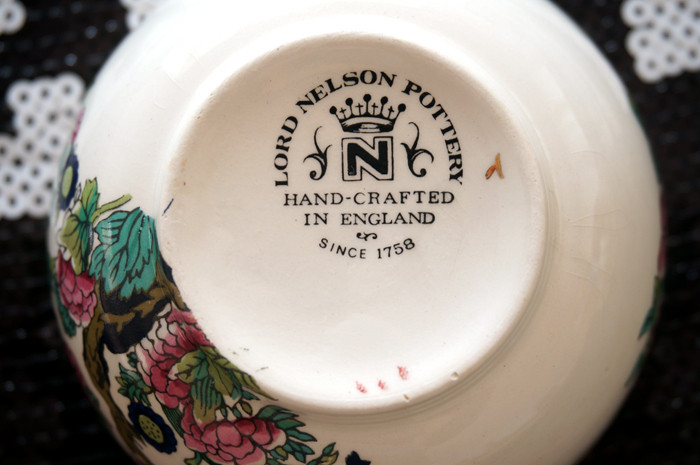 LORD NELSON POTTERY
N
HAND-CRAFTED
IN ENGLAND
SINCE 1758